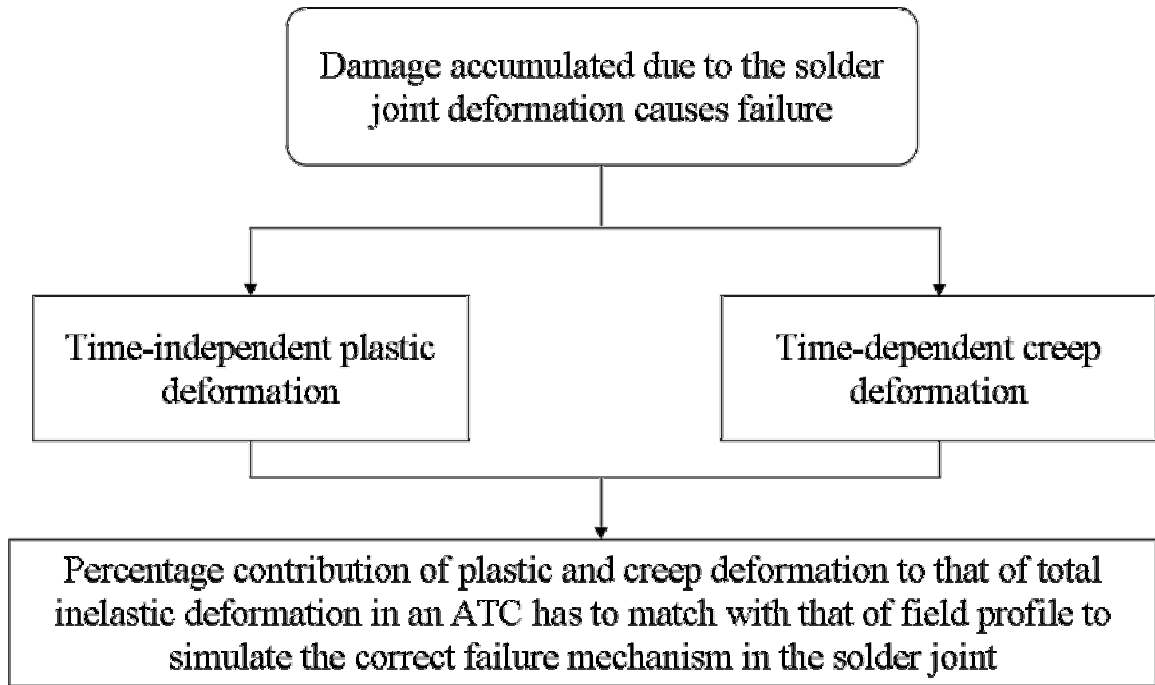 Damage accumulated due to the solder
joint deformation causes failure
Time-independent plastic
deformation
Time-dependent creep
deformation
Percentage contribution of plastic and creep deformation to that of total
inelastic deformation in an ATC has to match with that of field profile to
simulate the correct failure mechanism in the solder joint